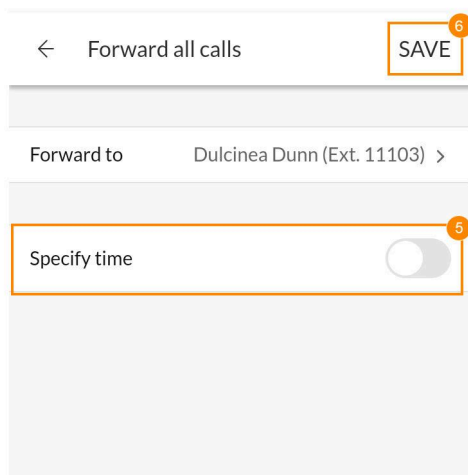 6
Forward all calls SAVE
Forward to Dulcinea Dunn (Ext. 11103)
5
Specify time